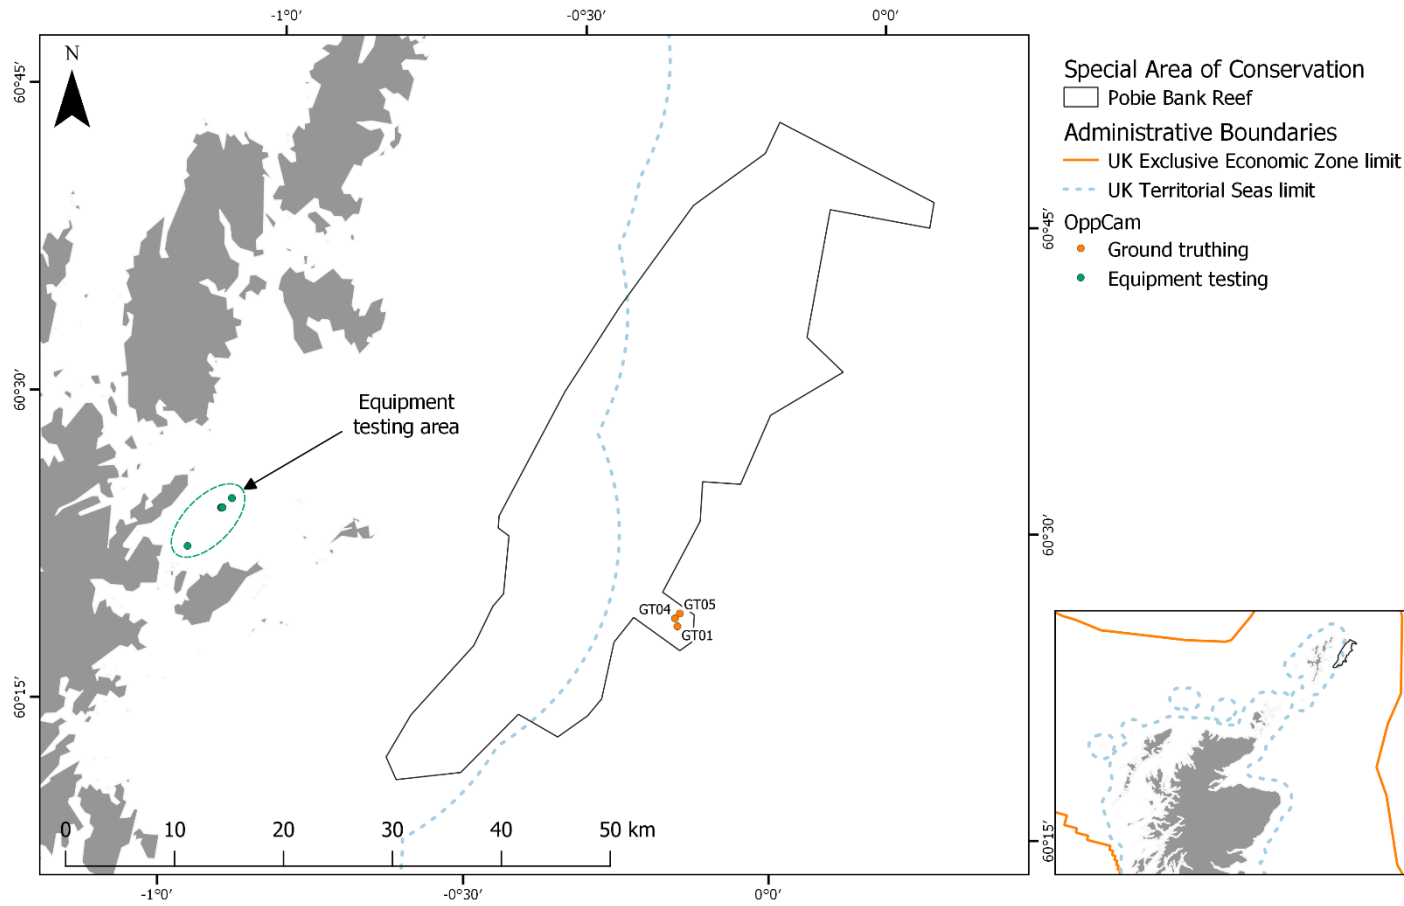 -1°0′
-0°30′
0°0′
N
60°45′
60°30′
60°15′
Equipment
testing area
GT05
GT04
GT01
0
10
20
30
40
50 km
-1°0′
-0°30′
0°0′
60°45′
60°30′
60°15′
Special Area of Conservation
Pobie Bank Reef
Administrative Boundaries
UK Exclusive Economic Zone limit
UK Territorial Seas limit
OppCam
Ground truthing
Equipment testing